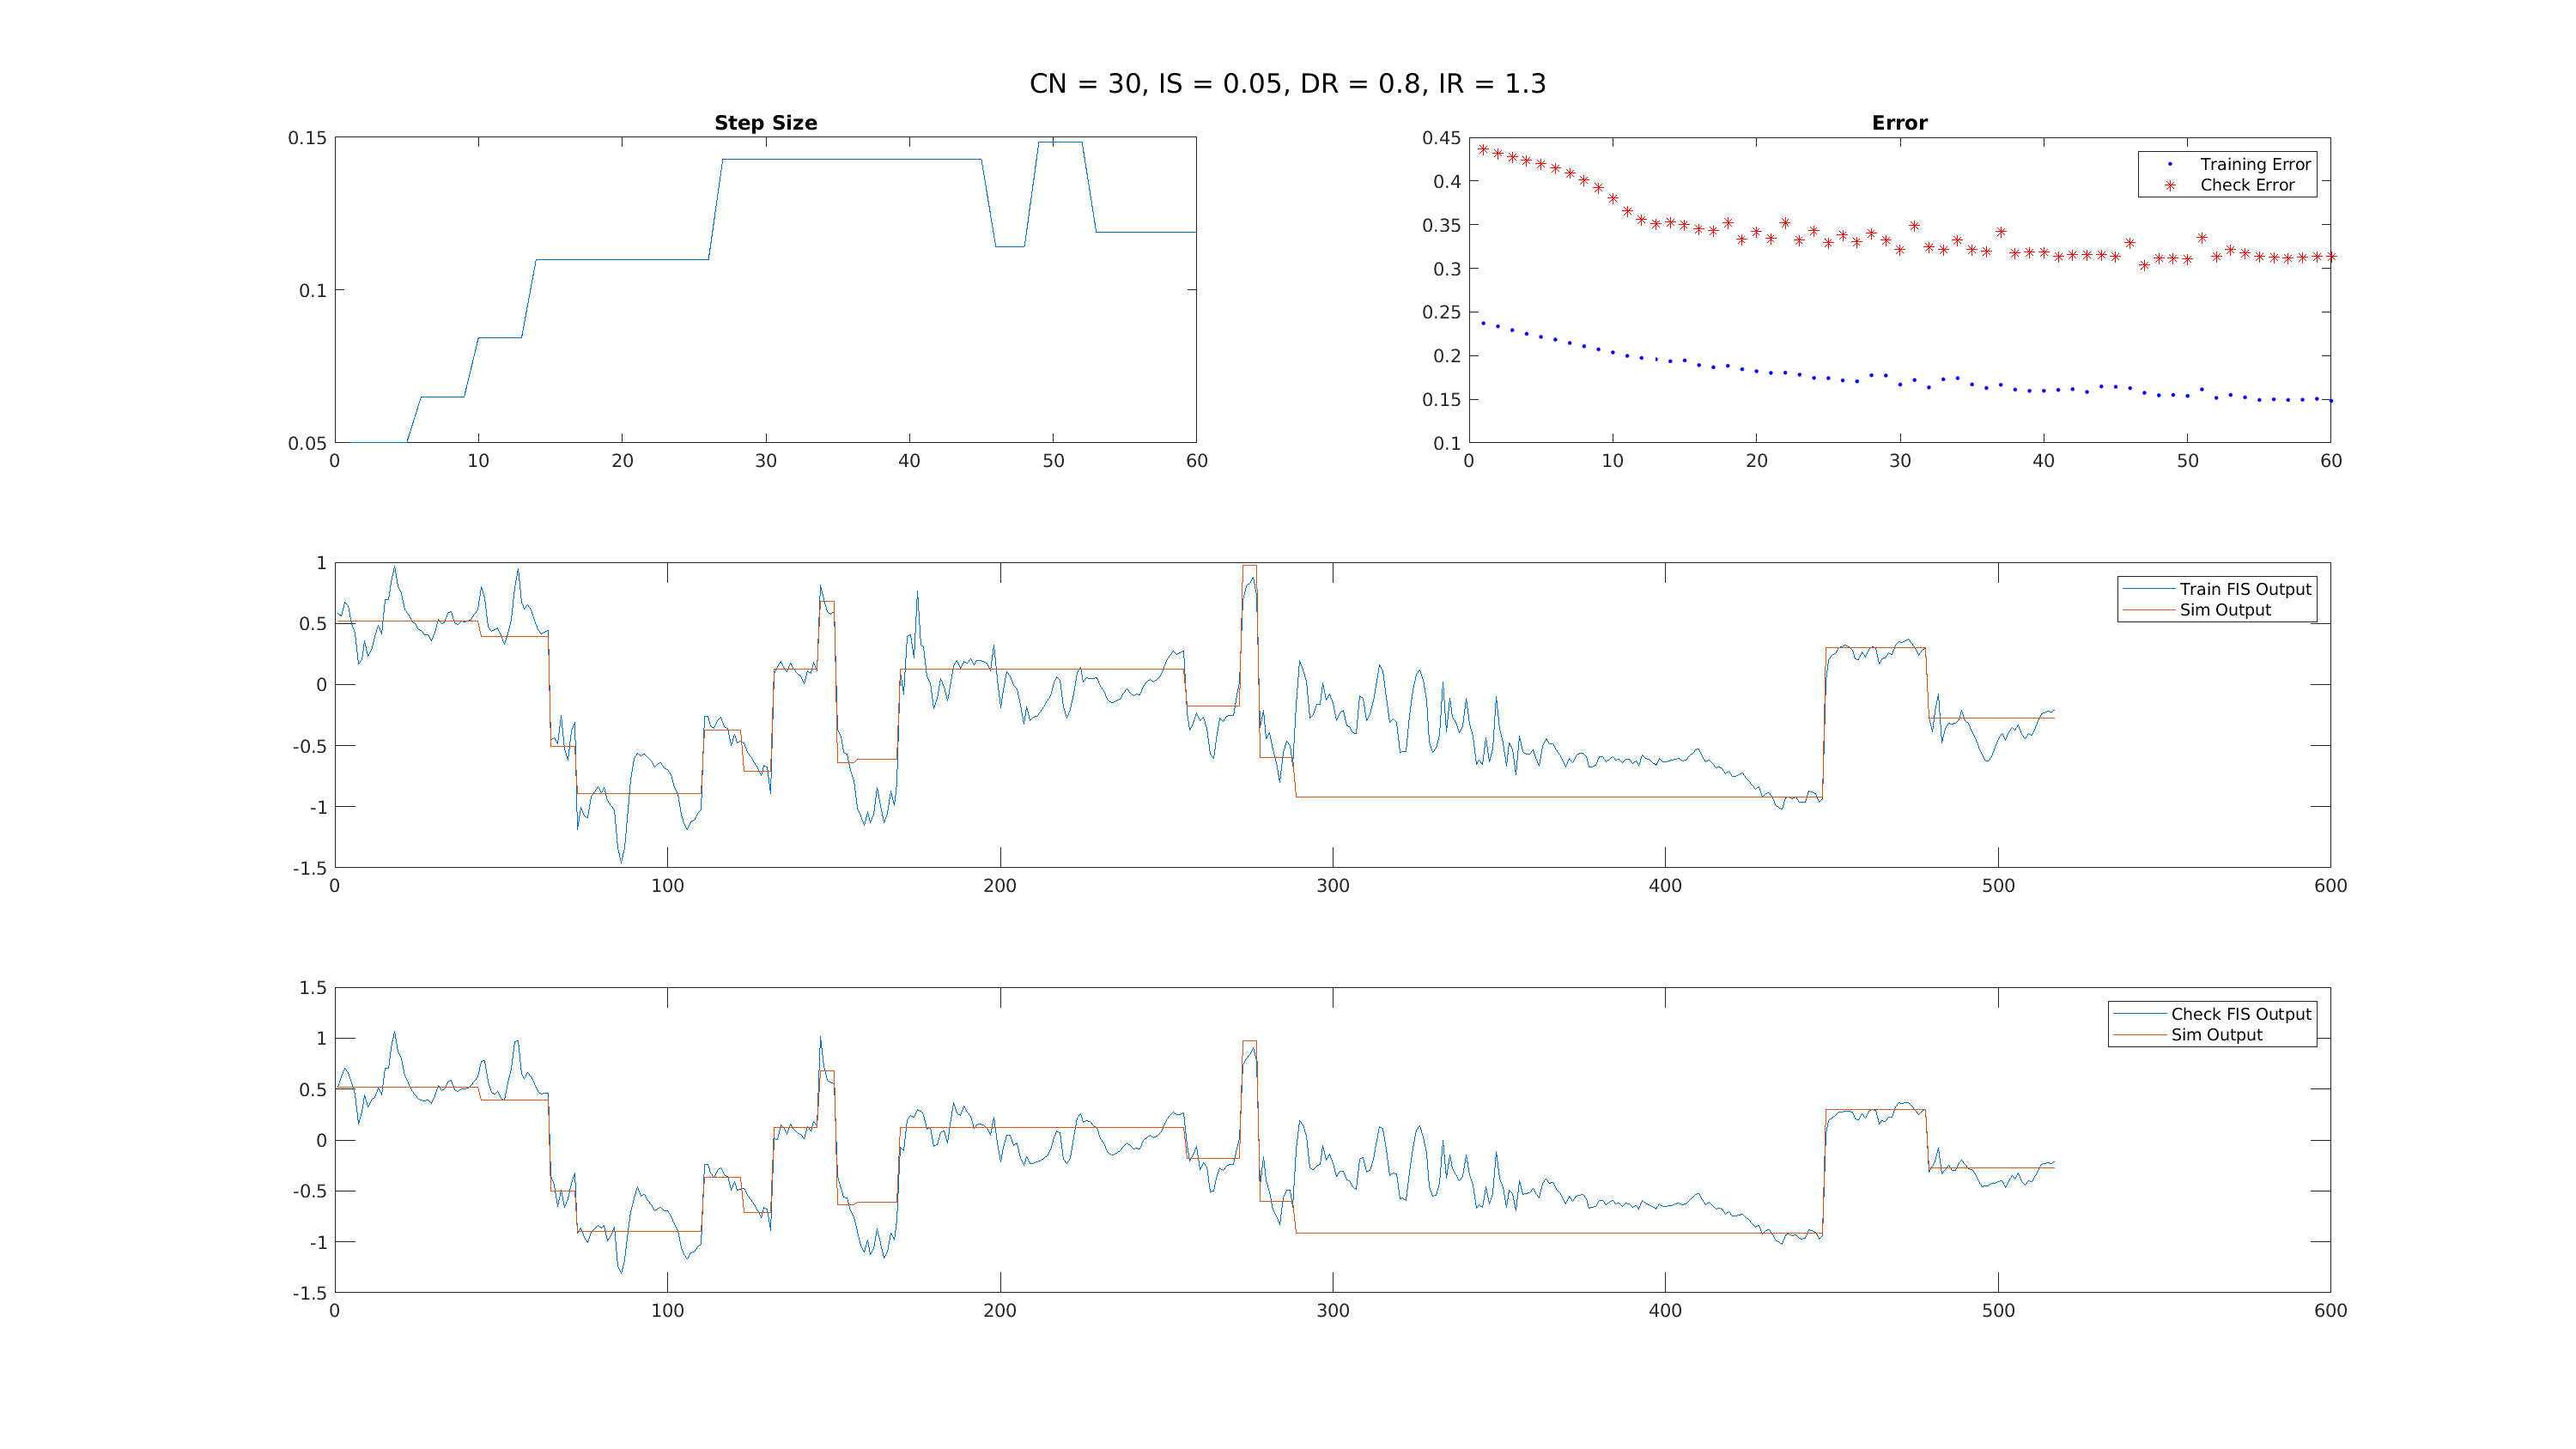 CN = 30, IS = 0.05, DR = 0.8, IR = 1.3
Step Size
0.15
0.1
0.05
0 10 20 30 40 50 60
Error
0.45
0.4
0.35
0.3
0.25
0.2
0.15
0.1
0 10 20 30 40 50 60
Training Error
Check Error
1
0.5
0
-0.5
-1
-1.5
0 100 200 300 400 500 600
Train FIS Output
Sim Output
1.5
1
0.5
0
-0.5
-1
-1.5
0 100 200 300 400 500 600
Check FIS Output
Sim Output